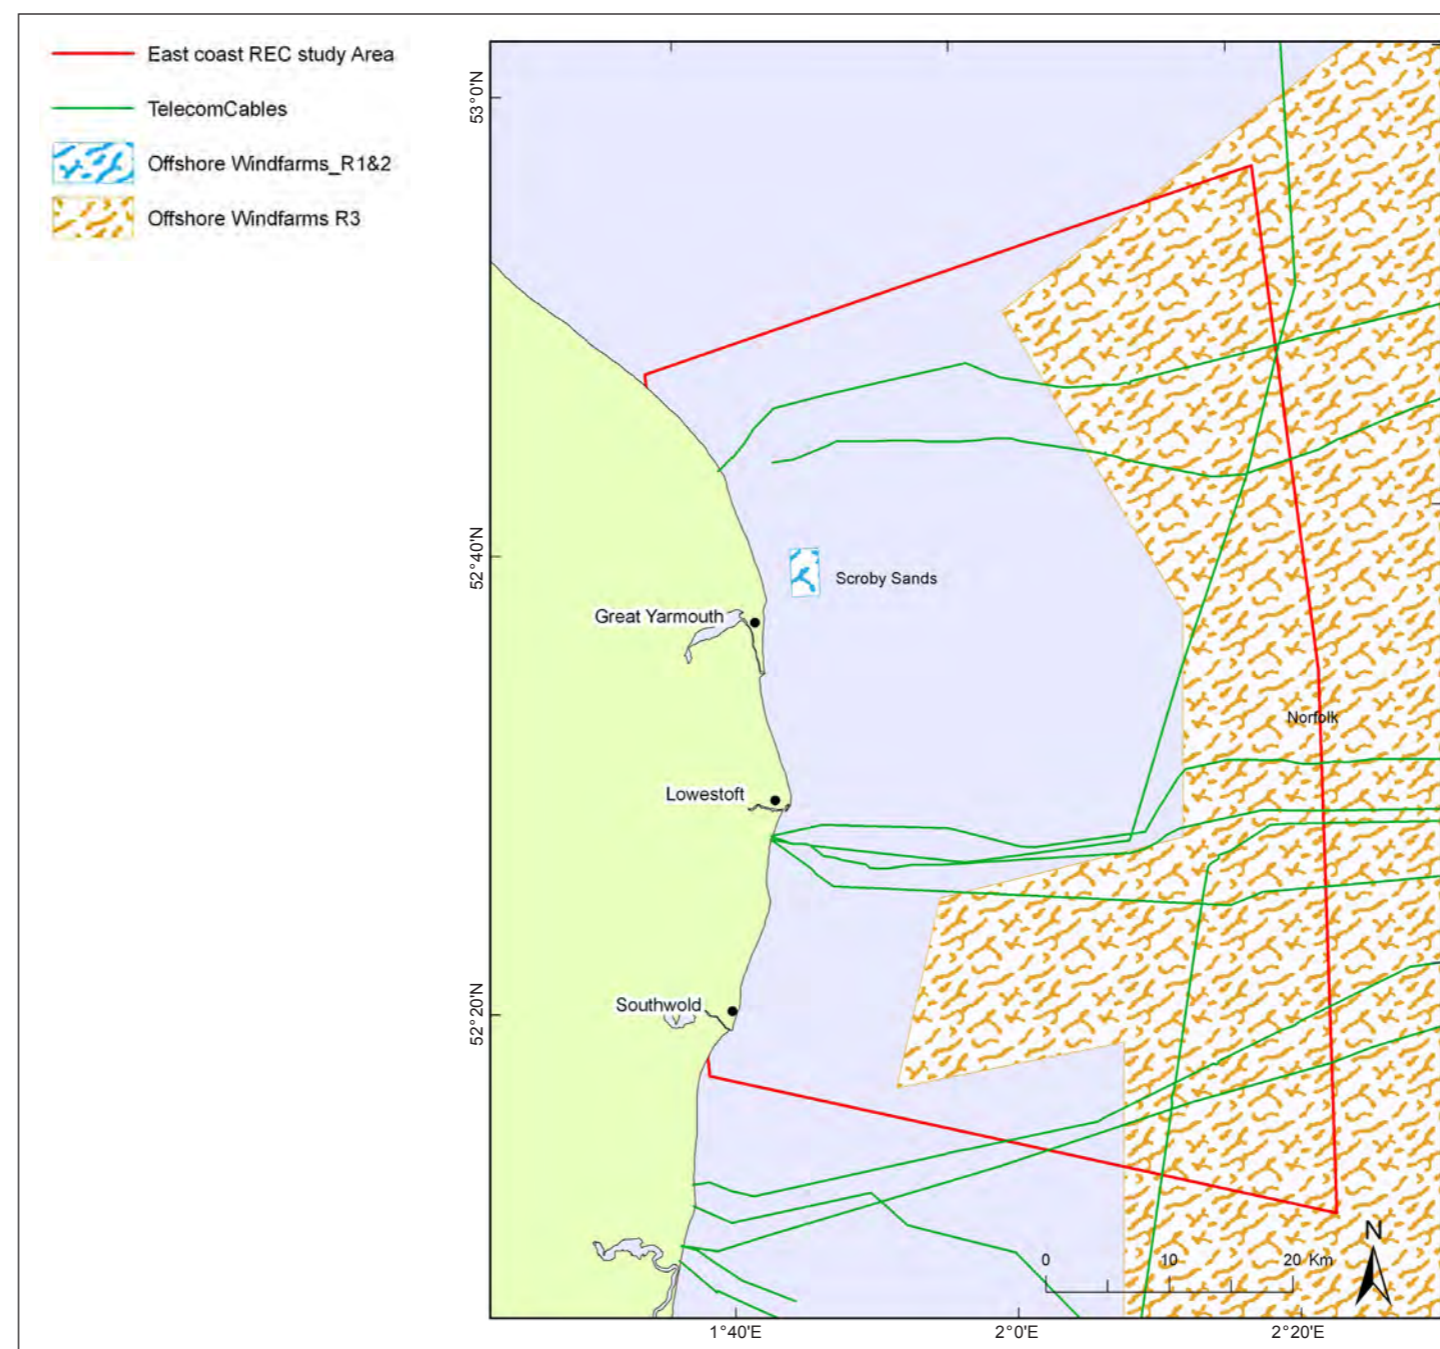 East coast REC study Area
TelecomCables
Offshore Windfarms_R1&2
Offshore Windfarms R3
53°0'N
52°40'N
Scroby Sands
Great Yarmouth
Norfolk
Lowestoft
Southwold
52°20'N
N
0 10 20 Km
1°40'E 2°0'E 2°20'E